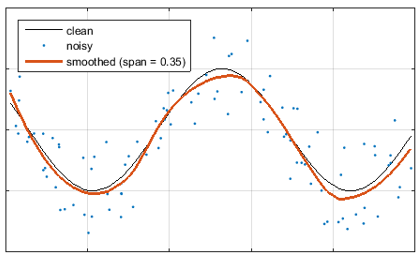 clean
noisy
smoothed (span = 0.35)